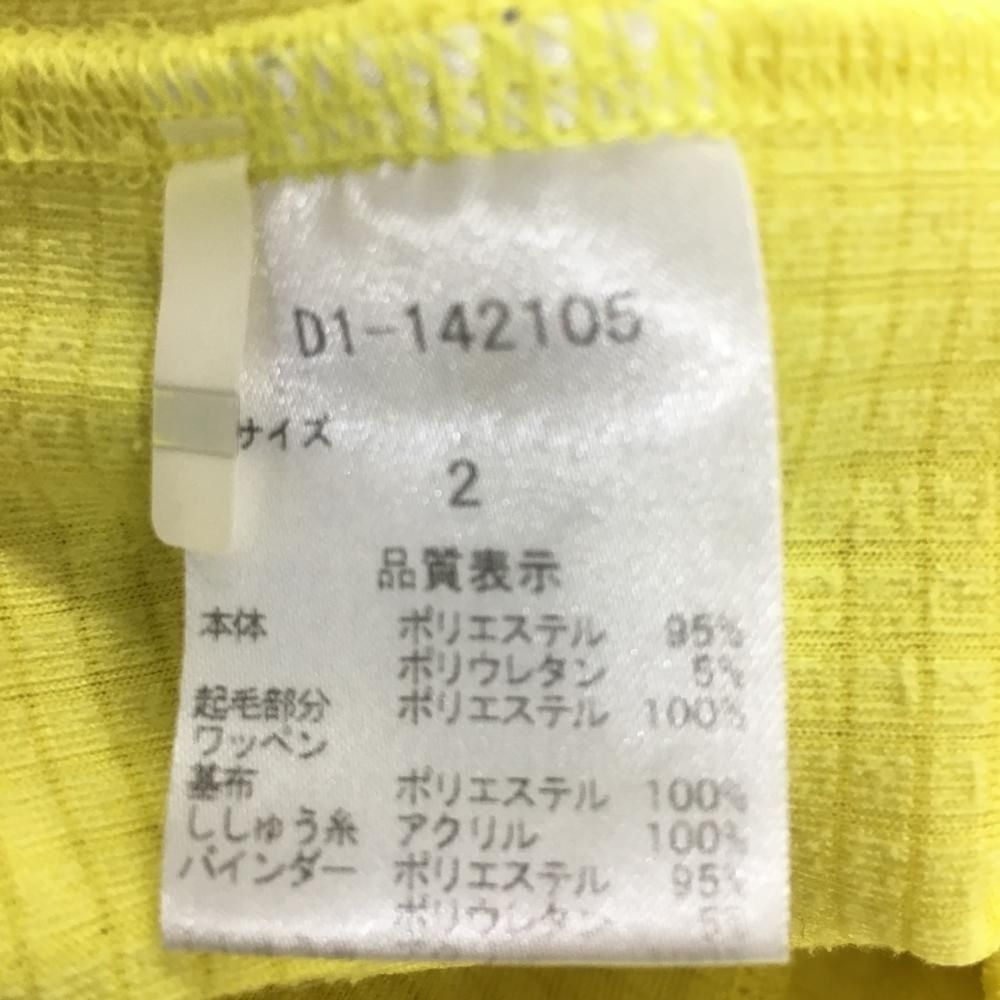 D1-142105
サイズ
2
品質表示
本体 ポリエステル 95%
ポリウレタン 5%
起毛部分 ポリエステル 100%
ワッペン
基布 ポリエステル 100%
ししゅう糸 アクリル 100%
バインダー ポリエステル 95%
ポリウレタン 5%